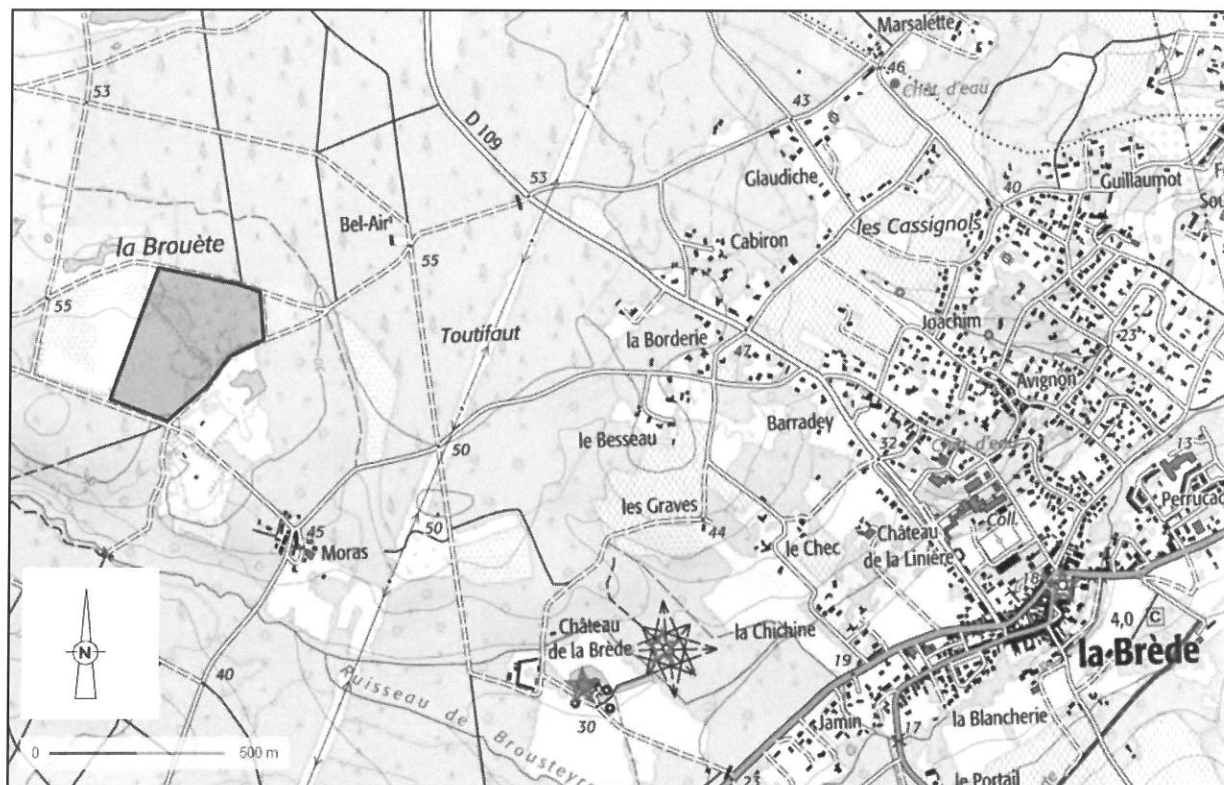 Marsalette
46
Chât. d'eau
53
43
D 109
53
Glaudiche
40
Guillaumot
Bel-Air
la Brouète
Cabiron
les Cassignols
55
55
Toutifaut
la Borderie
Joachim
23
47
Avignon
Barradey
le Besseau
32
50
13
les Graves
Perrucade
50
44
Coll.
45
Moras
le Chec
Château
de la Linière
18
N
Château
de la Brède
la Chichine
4,0 C
la Brède
19
40
Ruisseau de
30
Jamin
17
la Blancherie
0 500 m
23
le Portail